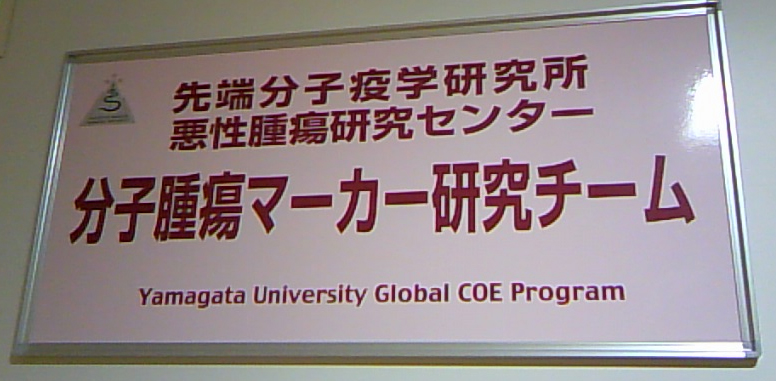 先端分子疫学研究所
悪性腫瘍研究センター
分子腫瘍マーカー研究チーム
Yamagata University Global COE Program